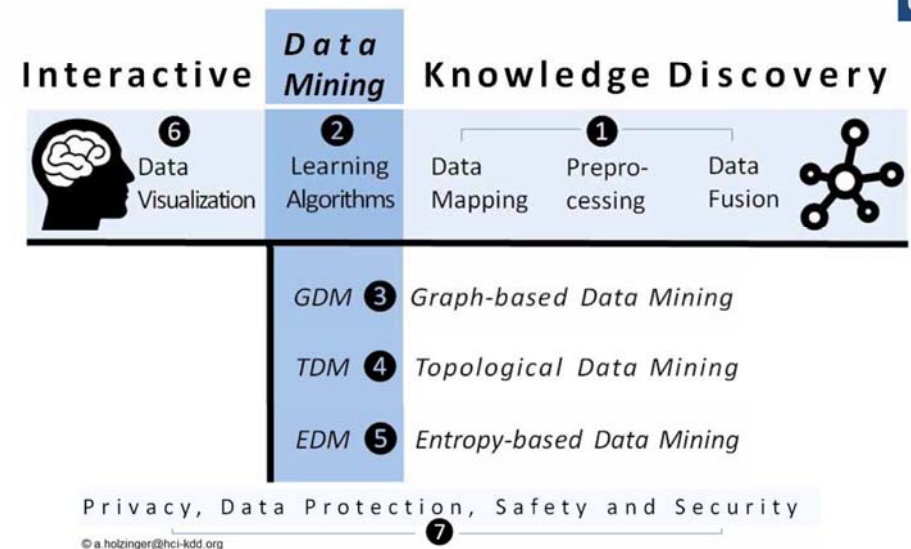 Data
Interactive Mining Knowledge Discovery
6 2 1
Data Learning Data Prepro- Data
Visualization Algorithms Mapping cessing Fusion
GDM 3 Graph-based Data Mining
TDM 4 Topological Data Mining
EDM 5 Entropy-based Data Mining
Privacy, Data Protection, Safety and Security
7
© a.holzinger@hci-kdd.org